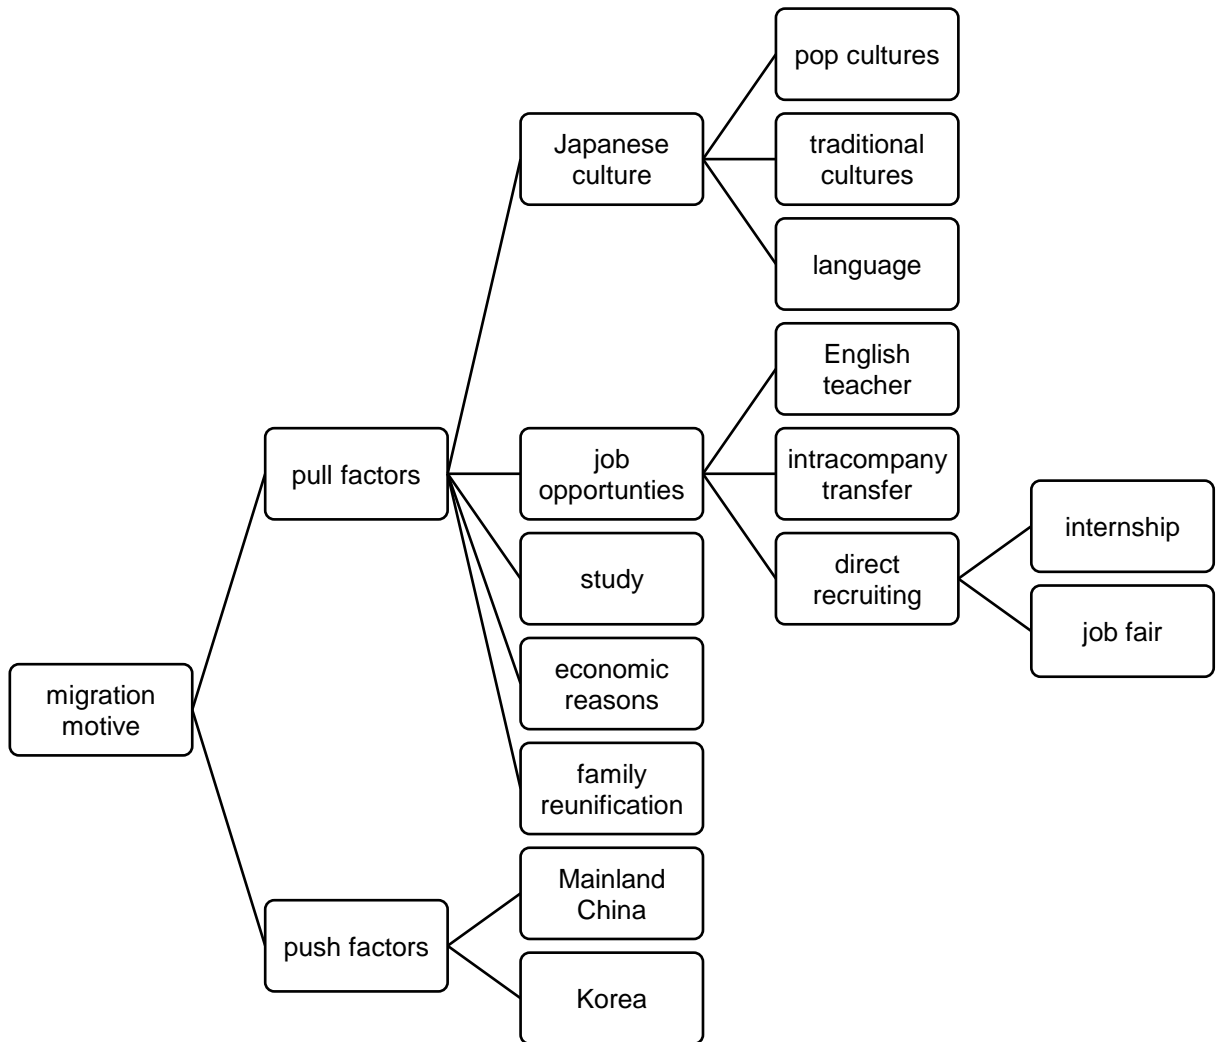 pop cultures
Japanese
culture
traditional
cultures
language
English
teacher
pull factors
job
opportunties
intracompany
transfer
internship
study
direct
recruiting
job fair
migration
motive
economic
reasons
family
reunification
Mainland
China
push factors
Korea